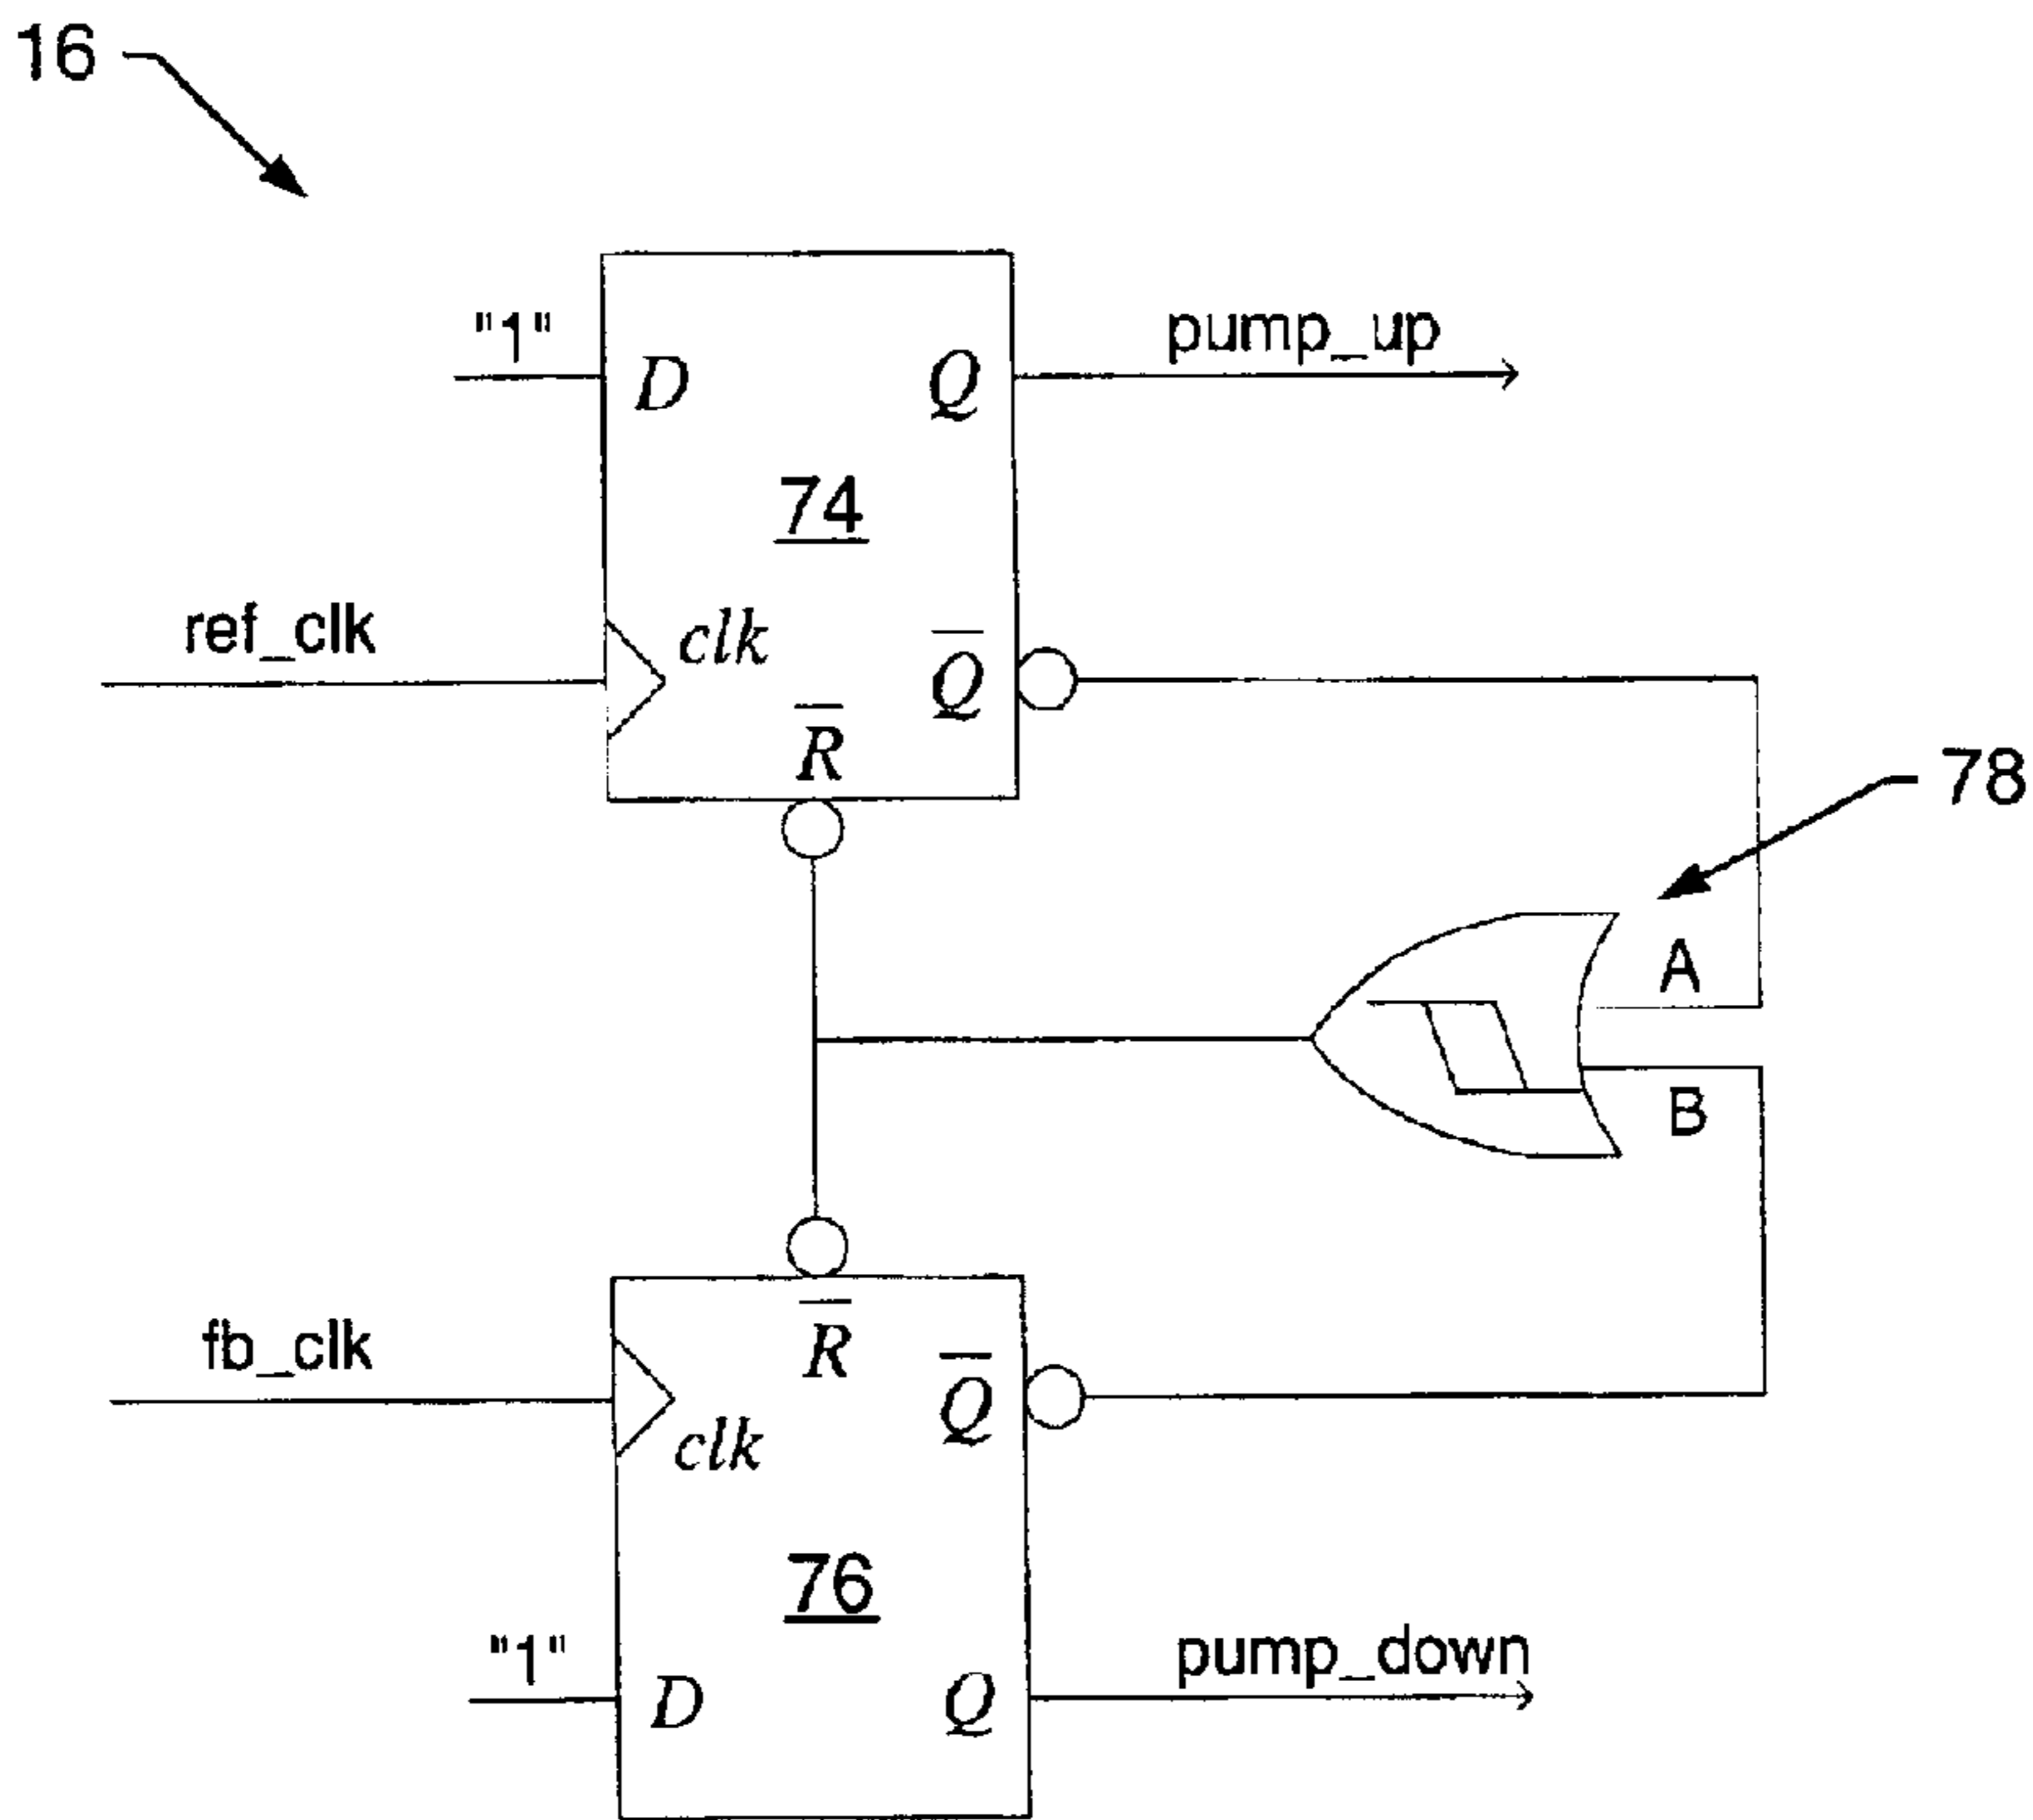 16
"1"
pump_up
D
Q
74
ref_clk
clk
Q̅
R̅
78
A
B
fb_clk
R̅
Q̅
clk
76
"1"
pump_down
D
Q